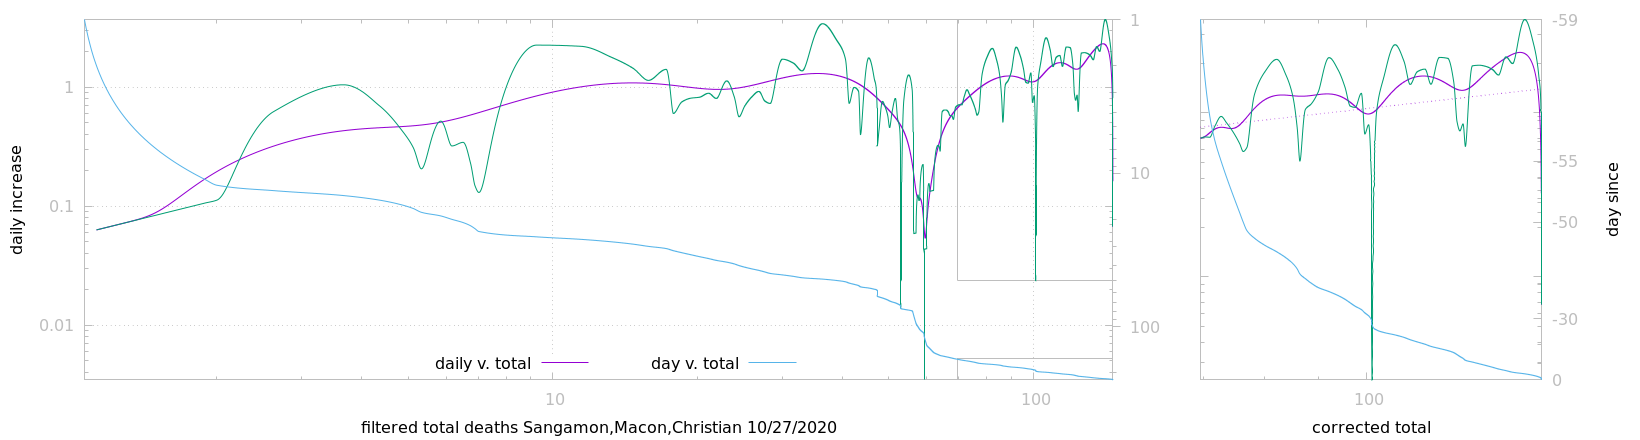 1
0.1
0.01
daily increase
daily v. total
day v. total
10
100
filtered total deaths Sangamon,Macon,Christian 10/27/2020
1
10
100
-59
-55
-50
-30
0
day since
100
corrected total